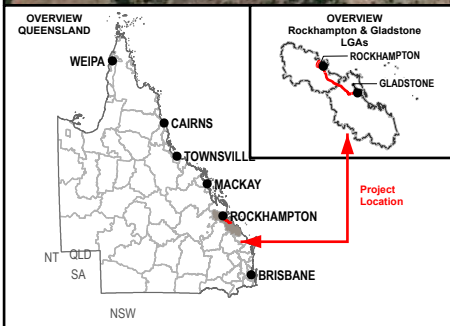 OVERVIEW
QUEENSLAND
WEIPA
CAIRNS
TOWNSVILLE
MACKAY
ROCKHAMPTON
BRISBANE
NT
QLD
SA
NSW
OVERVIEW
Rockhampton & Gladstone
LGAs
ROCKHAMPTON
GLADSTONE
Project
Location